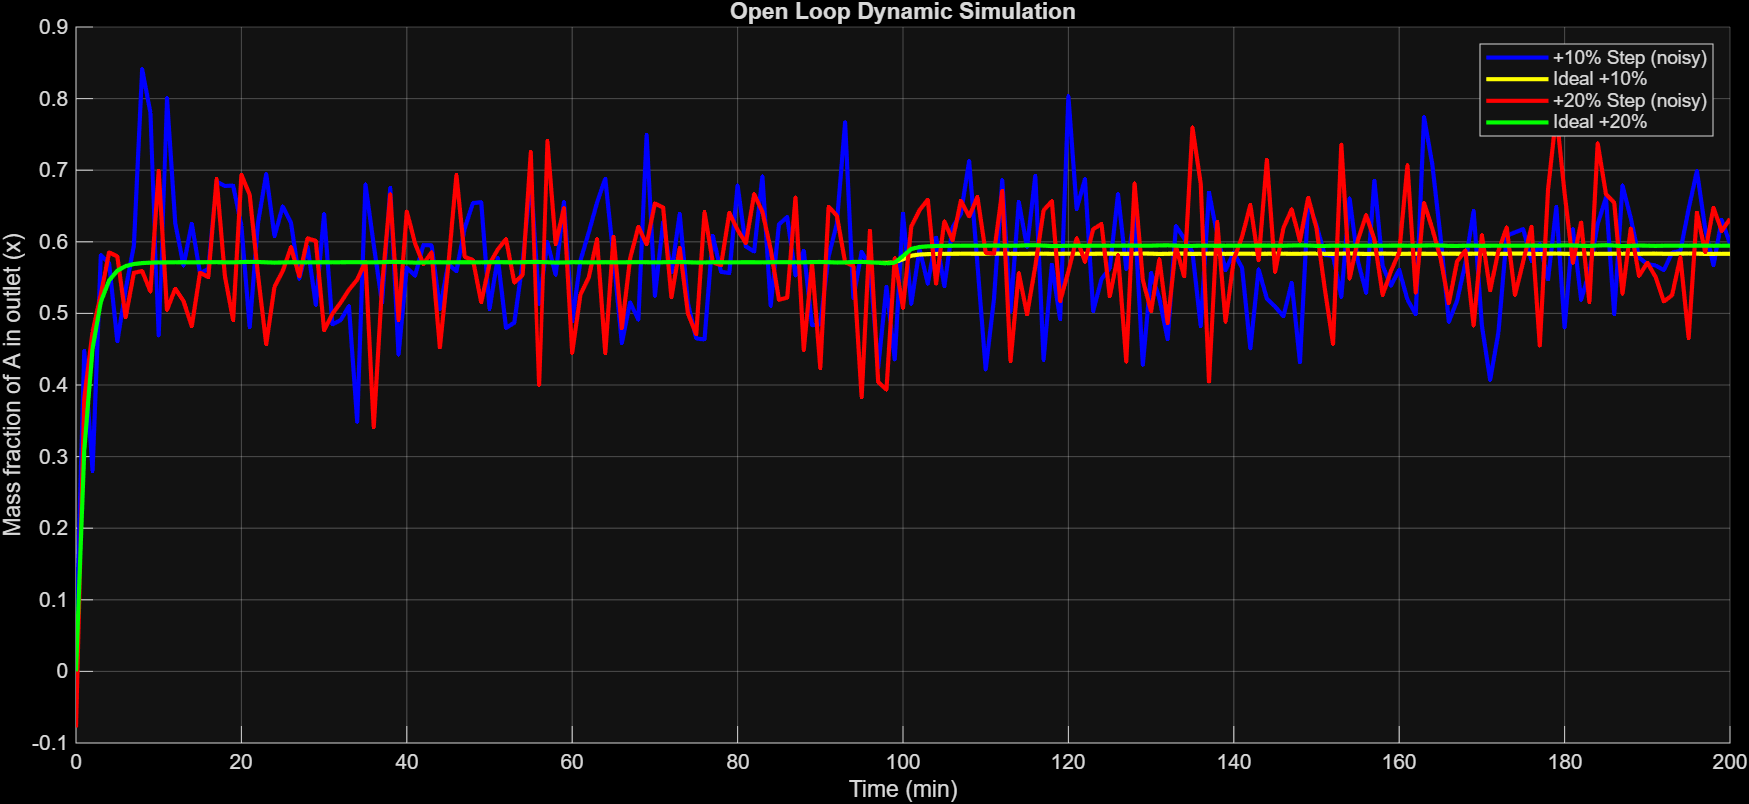 Open Loop Dynamic Simulation
+10% Step (noisy)
Ideal +10%
+20% Step (noisy)
Ideal +20%
Mass fraction of A in outlet (x)
0.9
0.8
0.7
0.6
0.5
0.4
0.3
0.2
0.1
0
-0.1
0 20 40 60 80 100 120 140 160 180 200
Time (min)